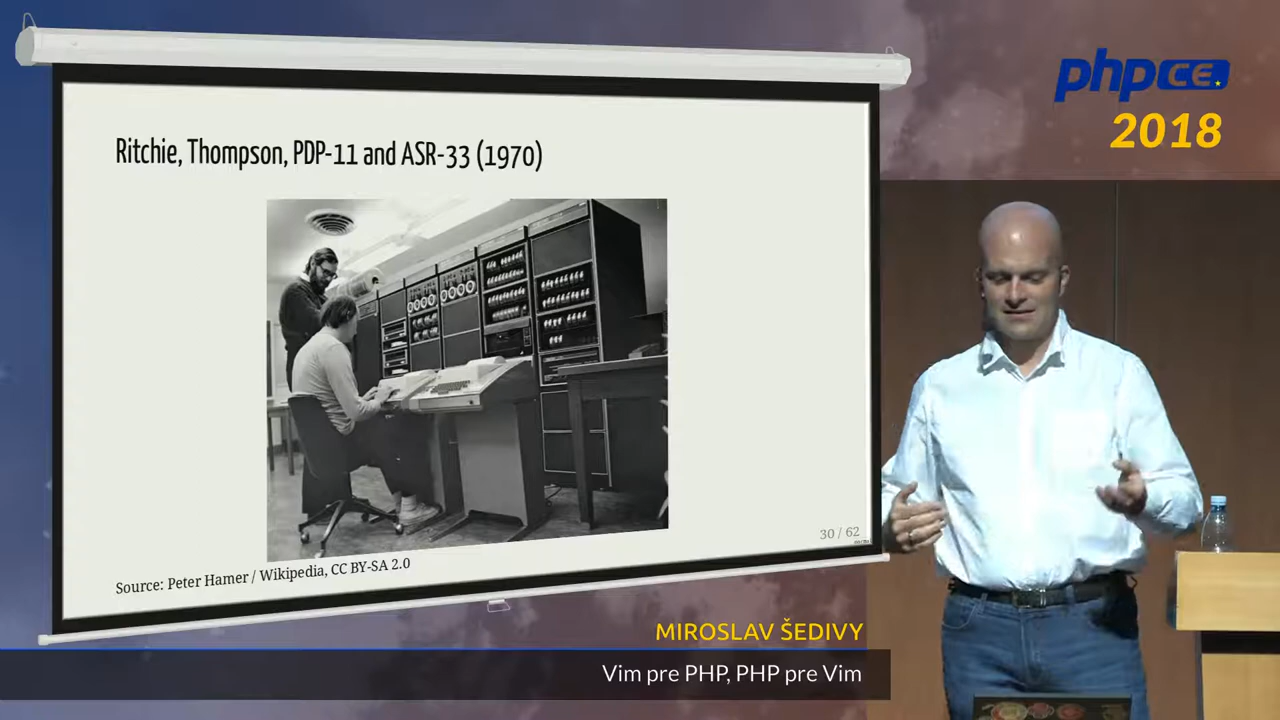 Ritchie, Thompson, PDP-11 and ASR-33 (1970)
30 / 62
Source: Peter Hamer / Wikipedia, CC BY-SA 2.0
phpCE
2018
MIROSLAV ŠEDIVY
Vim pre PHP, PHP pre Vim